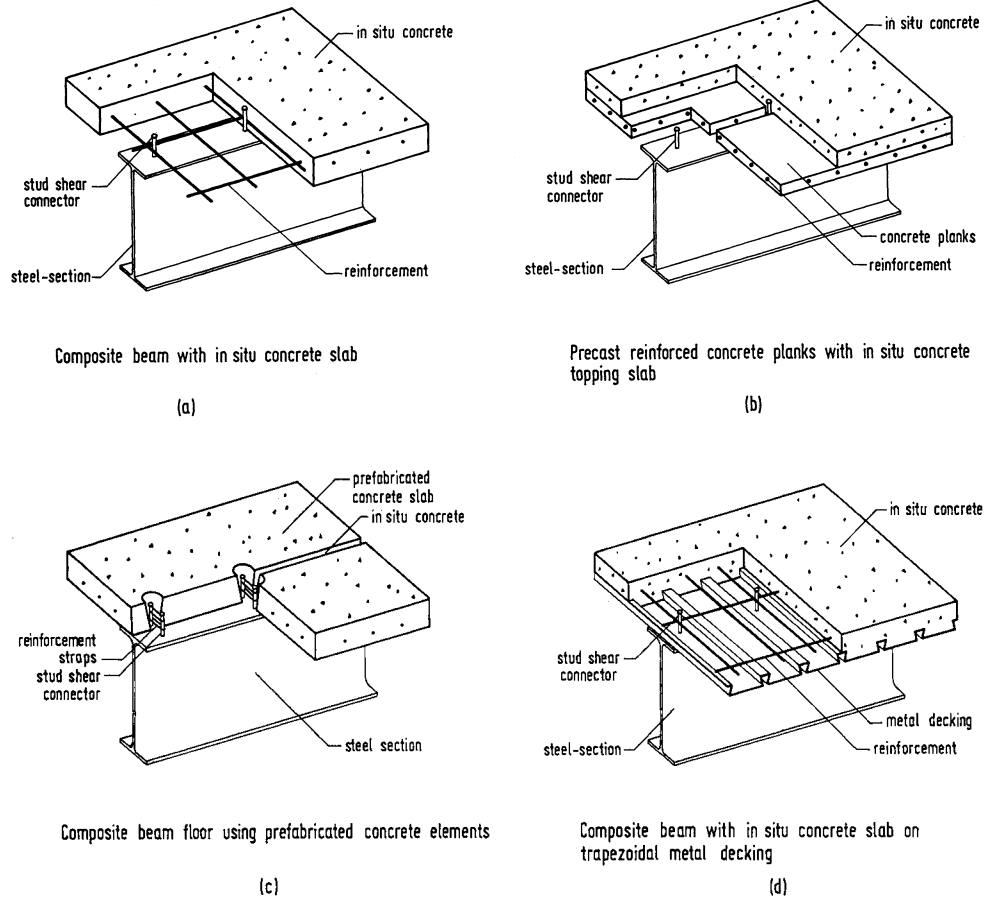 in situ concrete
stud shear
connector
steel-section
reinforcement
Composite beam with in situ concrete slab
(a)
in situ concrete
stud shear
connector
concrete planks
steel-section
reinforcement
Precast reinforced concrete planks with in situ concrete
topping slab
(b)
prefabricated
concrete slab
in situ concrete
reinforcement
straps
stud shear
connector
steel section
Composite beam floor using prefabricated concrete elements
(c)
in situ concrete
stud shear
connector
metal decking
steel-section
reinforcement
Composite beam with in situ concrete slab on
trapezoidal metal decking
(d)